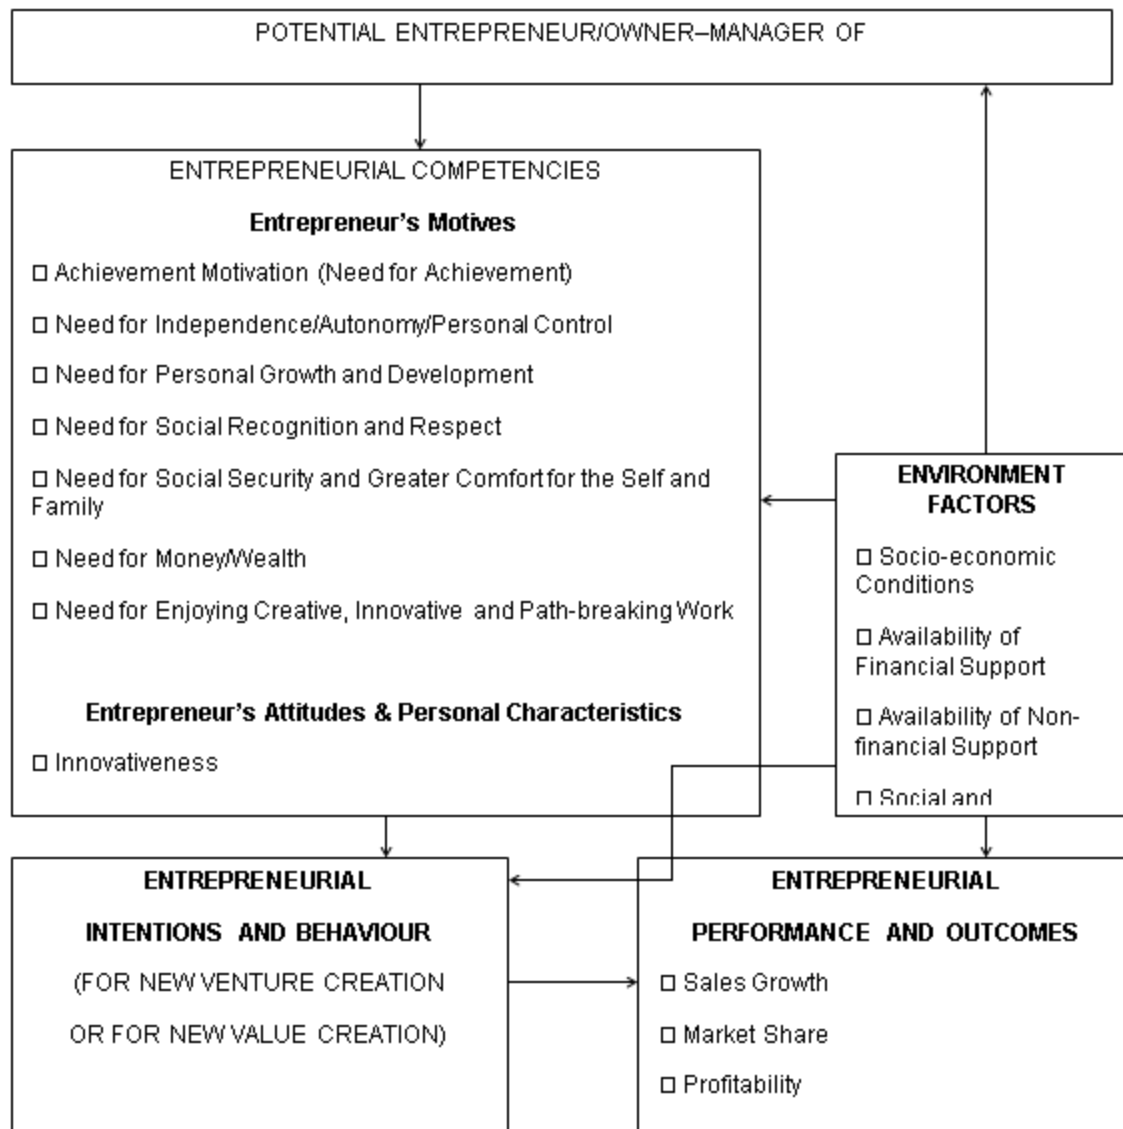 POTENTIAL ENTREPRENEUR/OWNER–MANAGER OF
ENTREPRENEURIAL COMPETENCIES
Entrepreneur's Motives
□ Achievement Motivation (Need for Achievement)
□ Need for Independence/Autonomy/Personal Control
□ Need for Personal Growth and Development
□ Need for Social Recognition and Respect
□ Need for Social Security and Greater Comfort for the Self and
Family
□ Need for Money/Wealth
□ Need for Enjoying Creative, Innovative and Path-breaking Work
Entrepreneur's Attitudes & Personal Characteristics
□ Innovativeness
ENVIRONMENT
FACTORS
□ Socio-economic
Conditions
□ Availability of
Financial Support
□ Availability of Non-
financial Support
□ Social and
ENTREPRENEURIAL
INTENTIONS AND BEHAVIOUR
(FOR NEW VENTURE CREATION
OR FOR NEW VALUE CREATION)
ENTREPRENEURIAL
PERFORMANCE AND OUTCOMES
□ Sales Growth
□ Market Share
□ Profitability